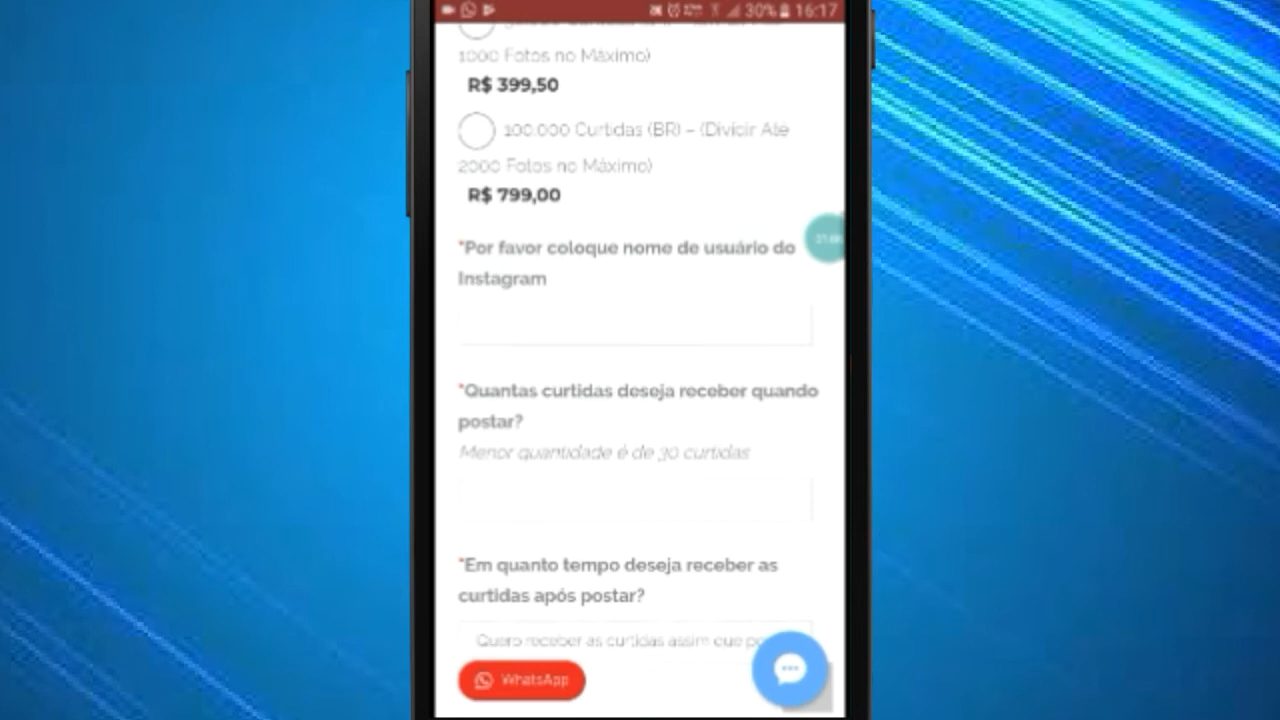 30% 16:17
1000 Fotos no Máximo)
R$ 399,50
100.000 Curtidas (BR) – (Dividir Até
2000 Fotos no Máximo)
R$ 799,00
*Por favor coloque nome de usuário do
Instagram
*Quantas curtidas deseja receber quando
postar?
Menor quantidade é de 30 curtidas
*Em quanto tempo deseja receber as
curtidas após postar?
Quero receber as curtidas assim que
WhatsApp